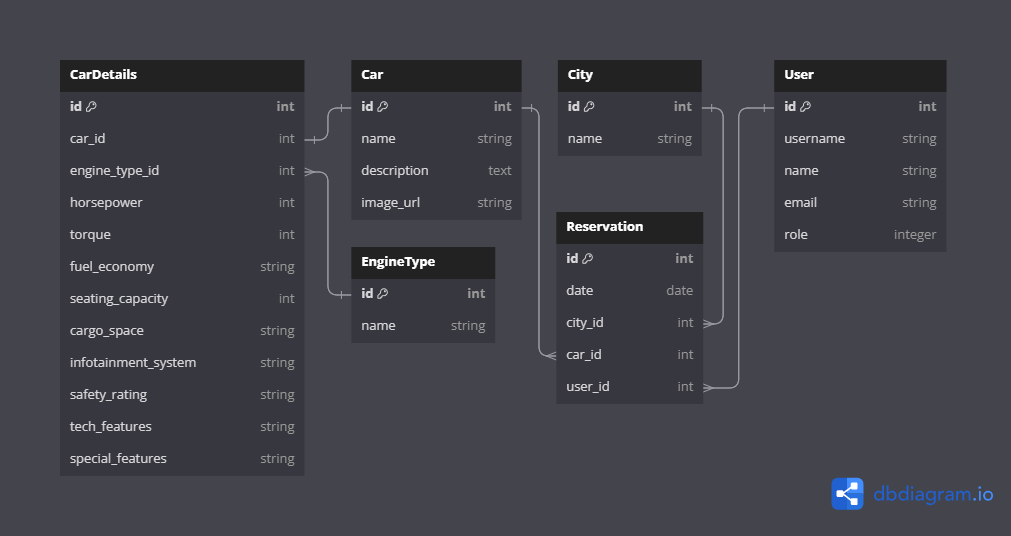 CarDetails
id int
car_id int
engine_type_id int
horsepower int
torque int
fuel_economy string
seating_capacity int
cargo_space string
infotainment_system string
safety_rating string
tech_features string
special_features string
Car
id int
name string
description text
image_url string
EngineType
id int
name string
City
id int
name string
Reservation
id int
date date
city_id int
car_id int
user_id int
User
id int
username string
name string
email string
role integer
dbdiagram.io